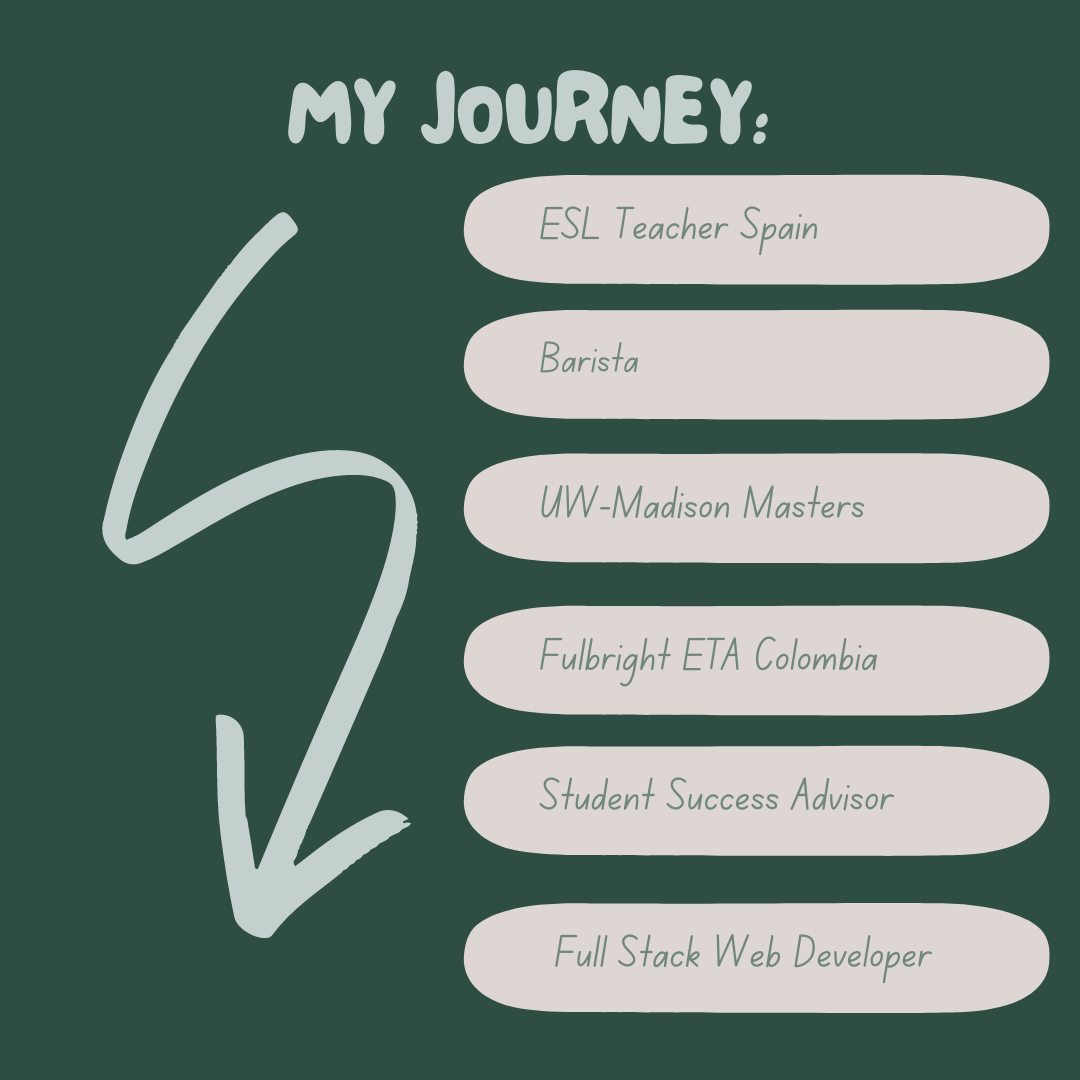 MY JOURNEY:
ESL Teacher Spain
Barista
UW-Madison Masters
Fulbright ETA Colombia
Student Success Advisor
Full Stack Web Developer